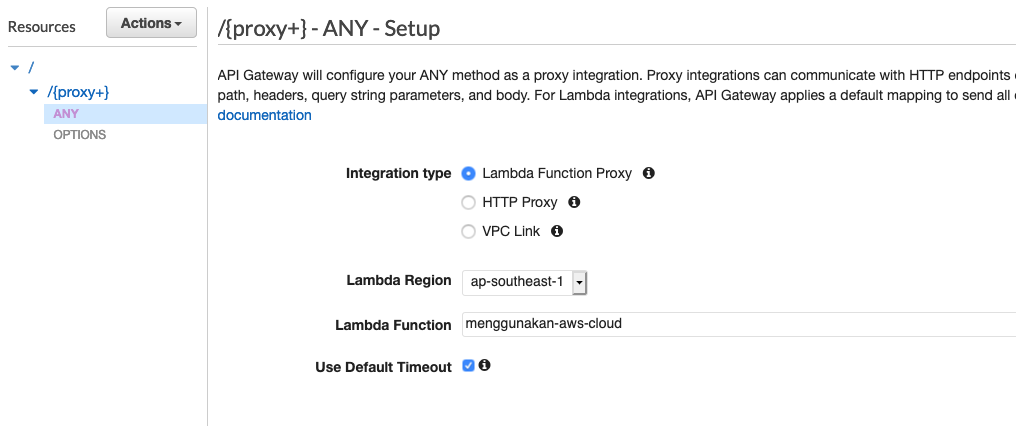 Resources
Actions
/
/{proxy+}
ANY
OPTIONS
/{proxy+} - ANY - Setup
API Gateway will configure your ANY method as a proxy integration. Proxy integrations can communicate with HTTP endpoints
path, headers, query string parameters, and body. For Lambda integrations, API Gateway applies a default mapping to send all
documentation
Integration type
Lambda Function Proxy
HTTP Proxy
VPC Link
Lambda Region ap-southeast-1
Lambda Function menggunakan-aws-cloud
Use Default Timeout